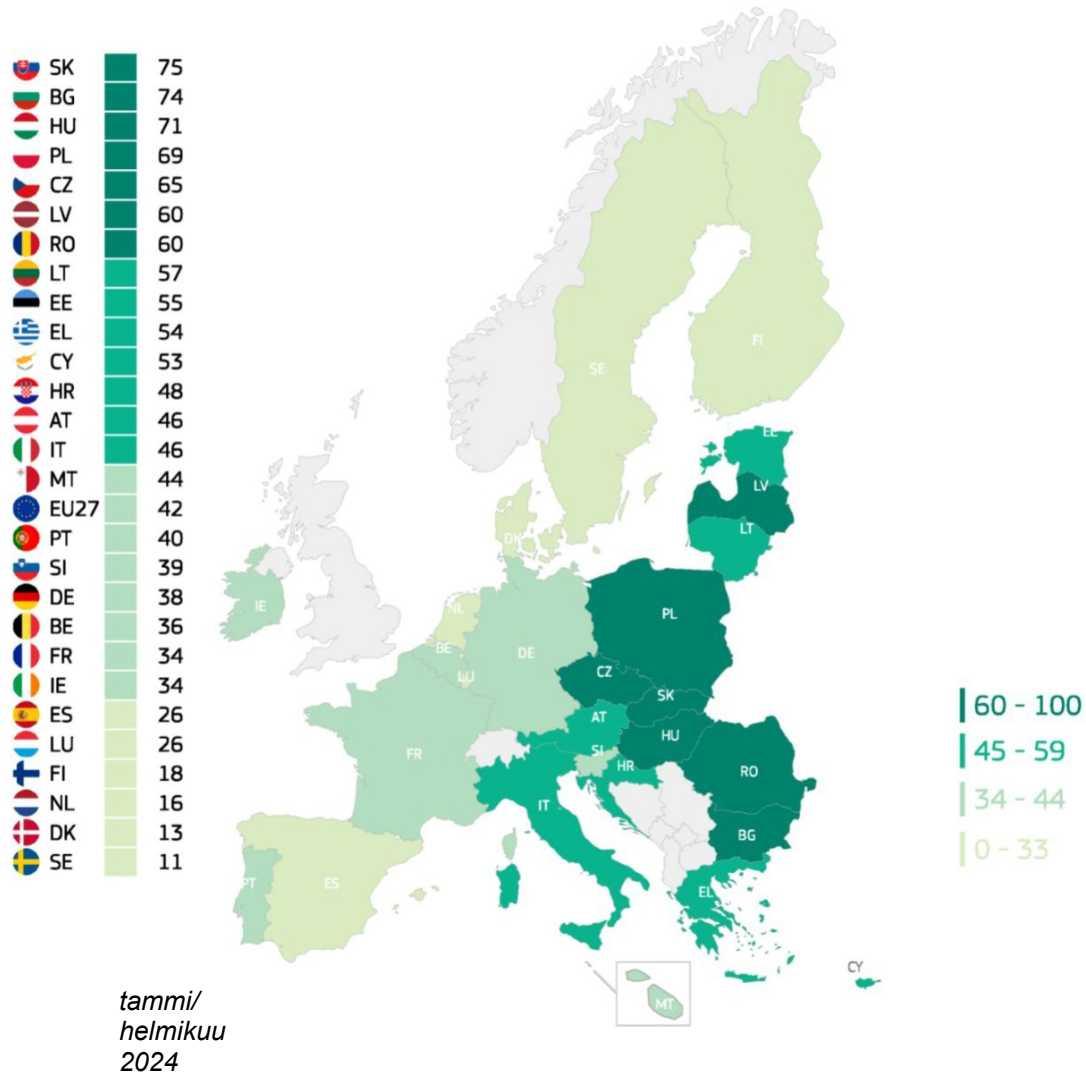 SK 75
BG 74
HU 71
PL 69
CZ 65
LV 60
RO 60
LT 57
EE 55
EL 54
CY 53
HR 48
AT 46
IT 46
MT 44
EU27 42
PT 40
SI 39
DE 38
BE 36
FR 34
IE 34
ES 26
LU 26
FI 18
NL 16
DK 13
SE 11
tammi/
helmikuu
2024
FI
SE
EE
LV
LT
DK
IE
NL
PL
BE
DE
LU
CZ
SK
AT
HU
SI
FR
HR
RO
IT
BG
PT
ES
EL
CY
MT
60 - 100
45 - 59
34 - 44
0 - 33